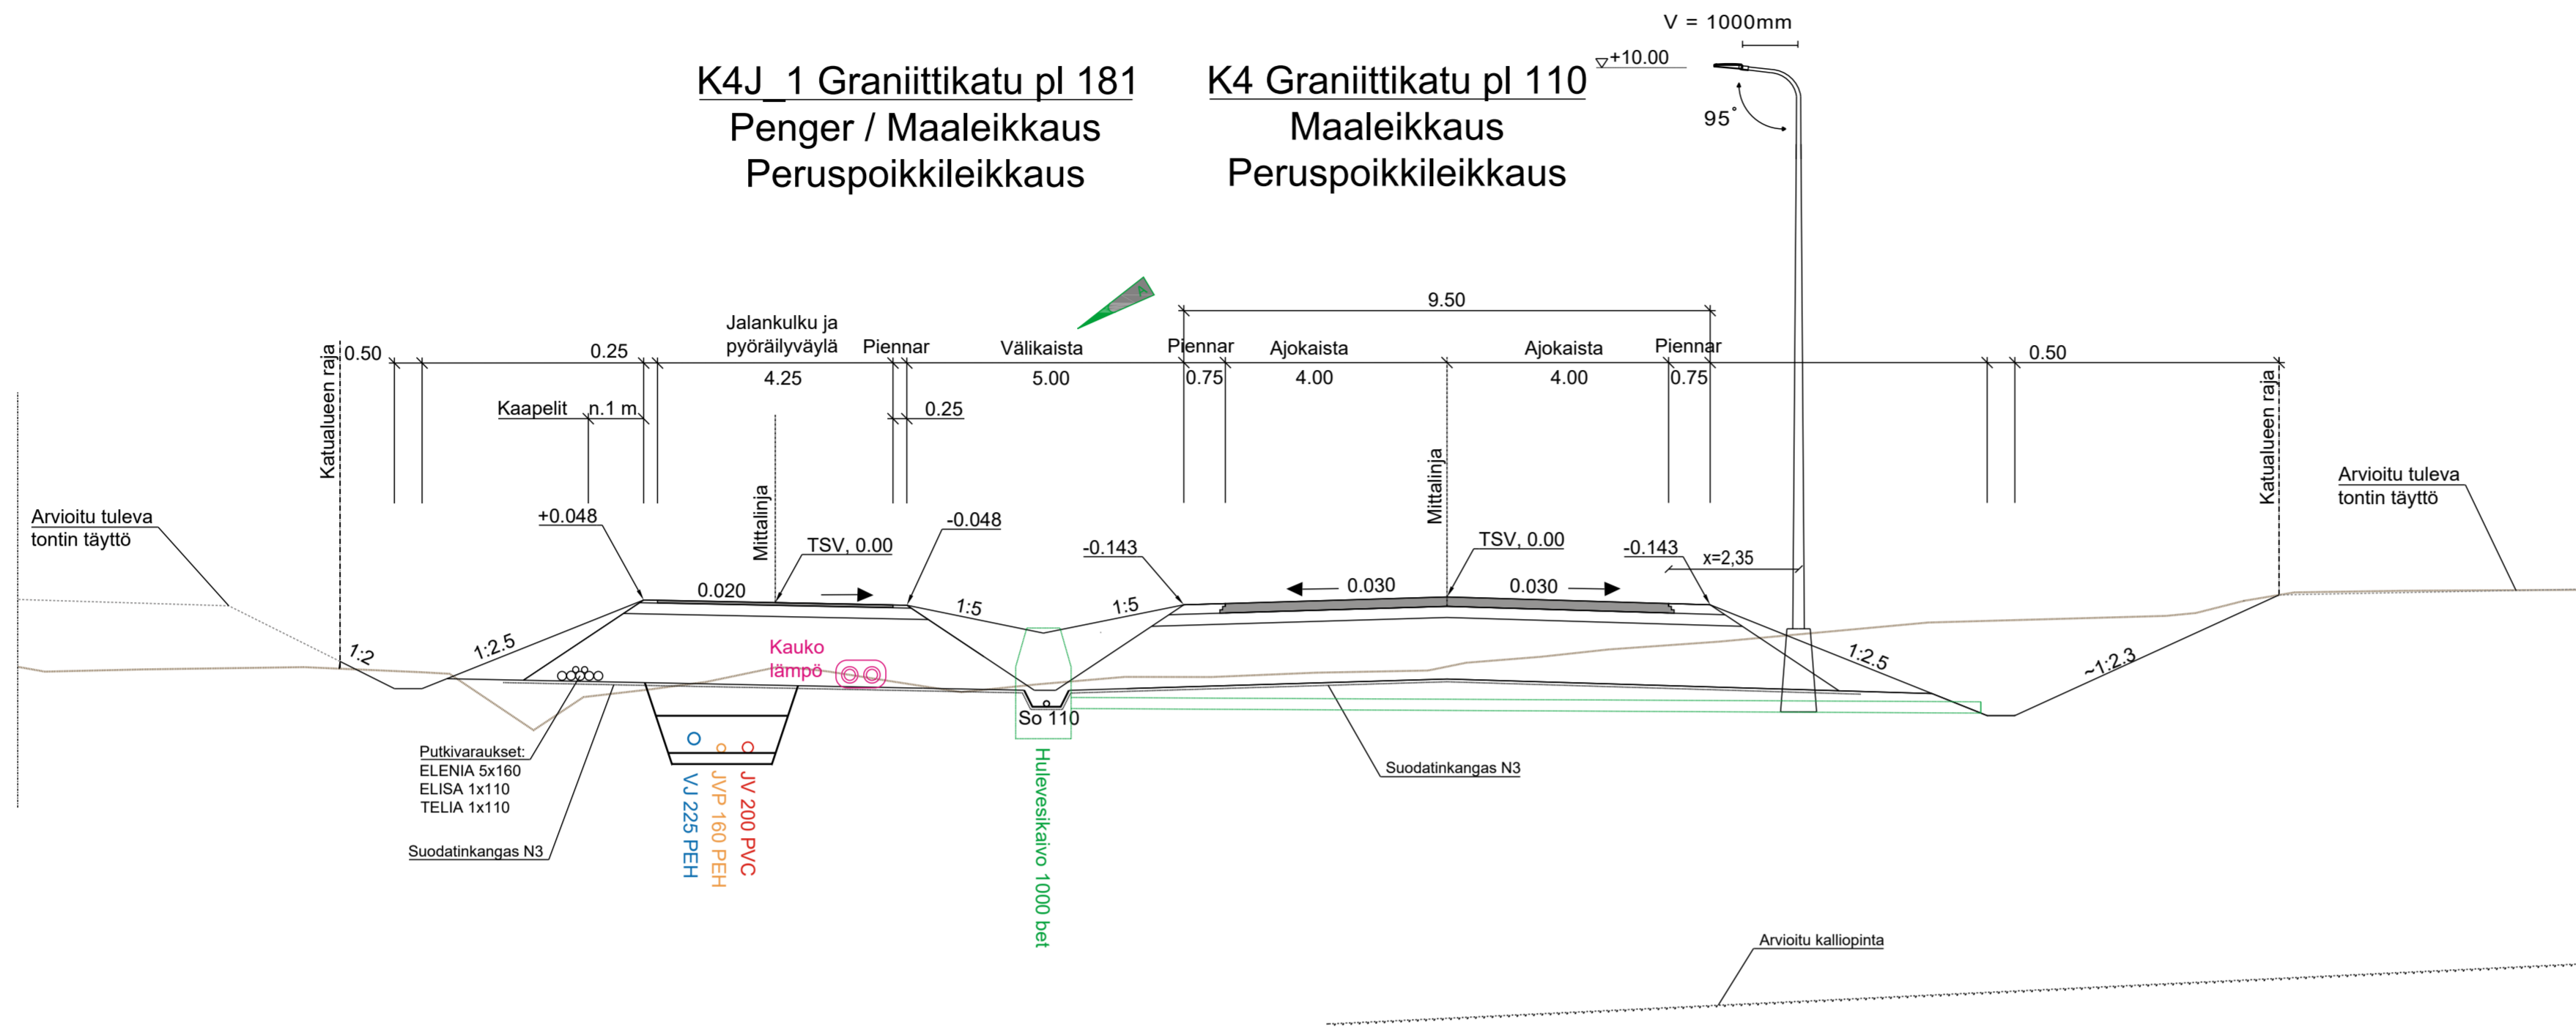 V = 1000mm
K4J_1 Graniittikatu pl 181
Penger / Maaleikkaus
Peruspoikkileikkaus
K4 Graniittikatu pl 110
Maaleikkaus
Peruspoikkileikkaus
+10.00
95°
A
9.50
Katualueen raja
0.50
0.25
Jalankulku ja
pyöräilyväylä
4.25
Piennar
0.25
Välikaista
5.00
Piennar
0.75
Ajokaista
4.00
Ajokaista
4.00
Piennar
0.75
0.50
Katualueen raja
Kaapelit
n.1 m
Mittalinja
Mittalinja
Arvioitu tuleva
tontin täyttö
Arvioitu tuleva
tontin täyttö
+0.048
TSV, 0.00
-0.048
-0.143
TSV, 0.00
-0.143
x=2,35
0.020
0.030
0.030
1:2
1:2.5
1:5
1:5
1:2.5
~1:2.3
Kauko
lämpö
So 110
Putkivaraukset:
ELENIA 5x160
ELISA 1x110
TELIA 1x110
Suodatinkangas N3
VJ 225 PEH
JVP 160 PEH
JV 200 PVC
Hulevesikaivo 1000 bet
Suodatinkangas N3
Arvioitu kalliopinta